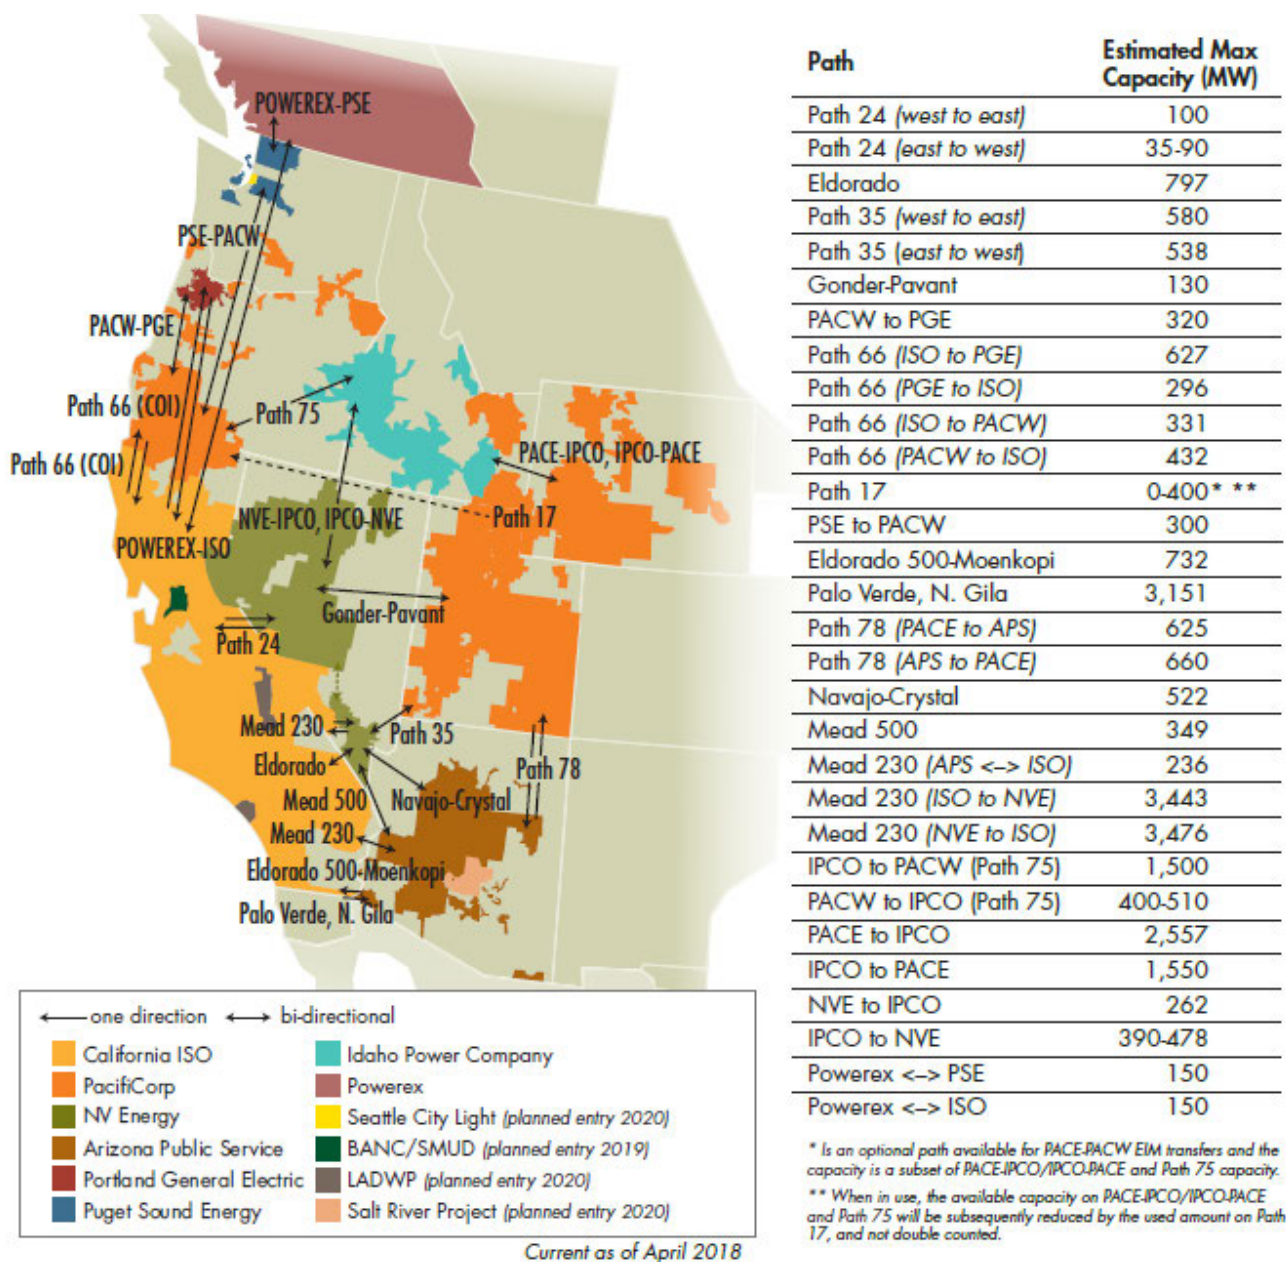 POWEREX-PSE
PSE-PACW
PACW-PGE
Path 66 (COI)
Path 75
Path 66 (COI)
PACE-IPCO, IPCO-PACE
NVE-IPCO, IPCO-NVE
Path 17
POWEREX-ISO
Gonder-Pavant
Path 24
Mead 230
Path 35
Eldorado
Path 78
Mead 500
Navajo-Crystal
Mead 230
Eldorado 500-Moenkopi
Palo Verde, N. Gila
one direction
bi-directional
California ISO
PacifiCorp
NV Energy
Arizona Public Service
Portland General Electric
Puget Sound Energy
Idaho Power Company
Powerex
Seattle City Light (planned entry 2020)
BANC/SMUD (planned entry 2019)
LADWP (planned entry 2020)
Salt River Project (planned entry 2020)
Current as of April 2018
Path Estimated Max
Capacity (MW)
Path 24 (west to east) 100
Path 24 (east to west) 35-90
Eldorado 797
Path 35 (west to east) 580
Path 35 (east to west) 538
Gonder-Pavant 130
PACW to PGE 320
Path 66 (ISO to PGE) 627
Path 66 (PGE to ISO) 296
Path 66 (ISO to PACW) 331
Path 66 (PACW to ISO) 432
Path 17 0-400* **
PSE to PACW 300
Eldorado 500-Moenkopi 732
Palo Verde, N. Gila 3,151
Path 78 (PACE to APS) 625
Path 78 (APS to PACE) 660
Navajo-Crystal 522
Mead 500 349
Mead 230 (APS <–> ISO) 236
Mead 230 (ISO to NVE) 3,443
Mead 230 (NVE to ISO) 3,476
IPCO to PACW (Path 75) 1,500
PACW to IPCO (Path 75) 400-510
PACE to IPCO 2,557
IPCO to PACE 1,550
NVE to IPCO 262
IPCO to NVE 390-478
Powerex <–> PSE 150
Powerex <–> ISO 150
* Is an optional path available for PACE-PACW EIM transfers and the
capacity is a subset of PACE-IPCO/IPCO-PACE and Path 75 capacity.
** When in use, the available capacity on PACE-IPCO/IPCO-PACE
and Path 75 will be subsequently reduced by the used amount on Path
17, and not double counted.